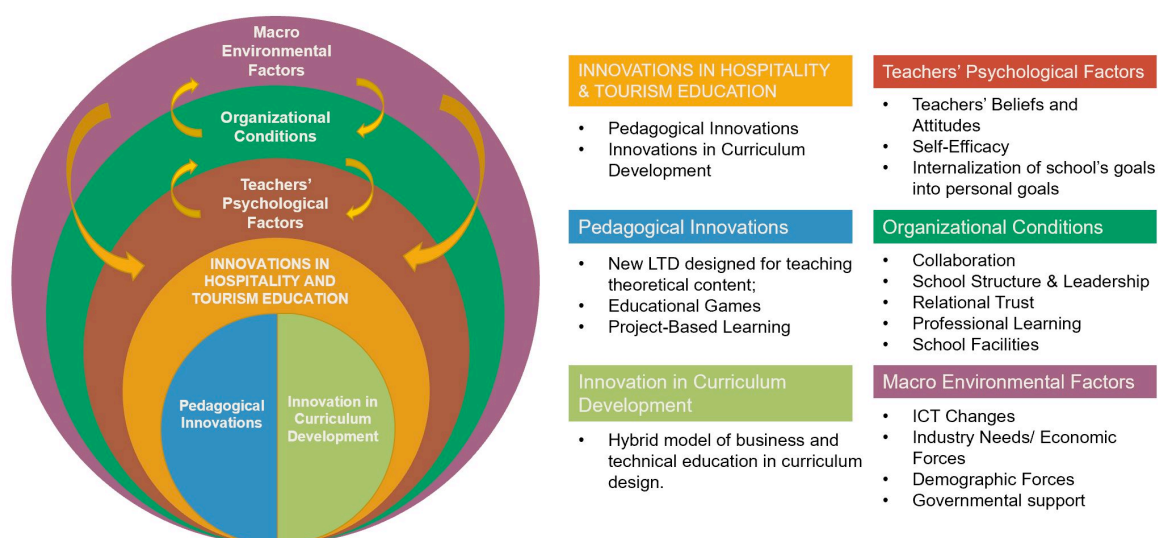 Macro
Environmental
Factors
Organizational
Conditions
Teachers'
Psychological
Factors
INNOVATIONS IN
HOSPITALITY AND
TOURISM EDUCATION
Pedagogical
Innovations
Innovation in
Curriculum
Development
INNOVATIONS IN HOSPITALITY
& TOURISM EDUCATION
• Pedagogical Innovations
• Innovations in Curriculum
Development
Pedagogical Innovations
• New LTD designed for teaching
theoretical content;
• Educational Games
• Project-Based Learning
Innovation in Curriculum
Development
• Hybrid model of business and
technical education in curriculum
design.
Teachers' Psychological Factors
• Teachers' Beliefs and
Attitudes
• Self-Efficacy
• Internalization of school's goals
into personal goals
Organizational Conditions
• Collaboration
• School Structure & Leadership
• Relational Trust
• Professional Learning
• School Facilities
Macro Environmental Factors
• ICT Changes
• Industry Needs/ Economic
Forces
• Demographic Forces
• Governmental support